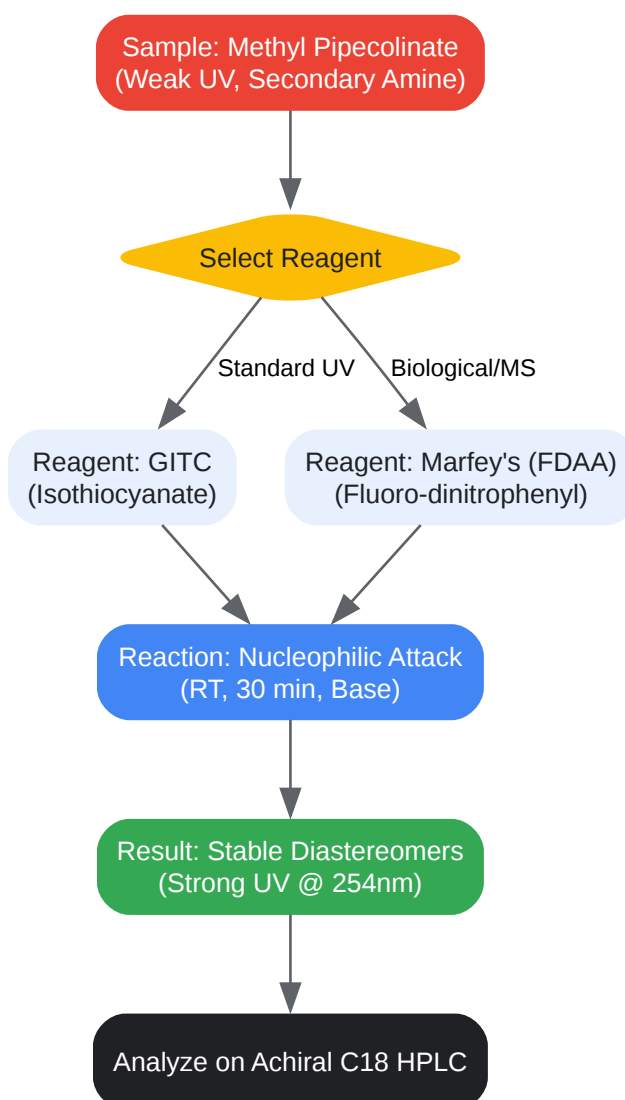 Sample: Methyl Pipecolinate
(Weak UV, Secondary Amine)
Select Reagent
Standard UV
Biological/MS
Reagent: GITC
(Isothiocyanate)
Reagent: Marfey's (FDAA)
(Fluoro-dinitrophenyl)
Reaction: Nucleophilic Attack
(RT, 30 min, Base)
Result: Stable Diastereomers
(Strong UV @ 254nm)
Analyze on Achiral C18 HPLC